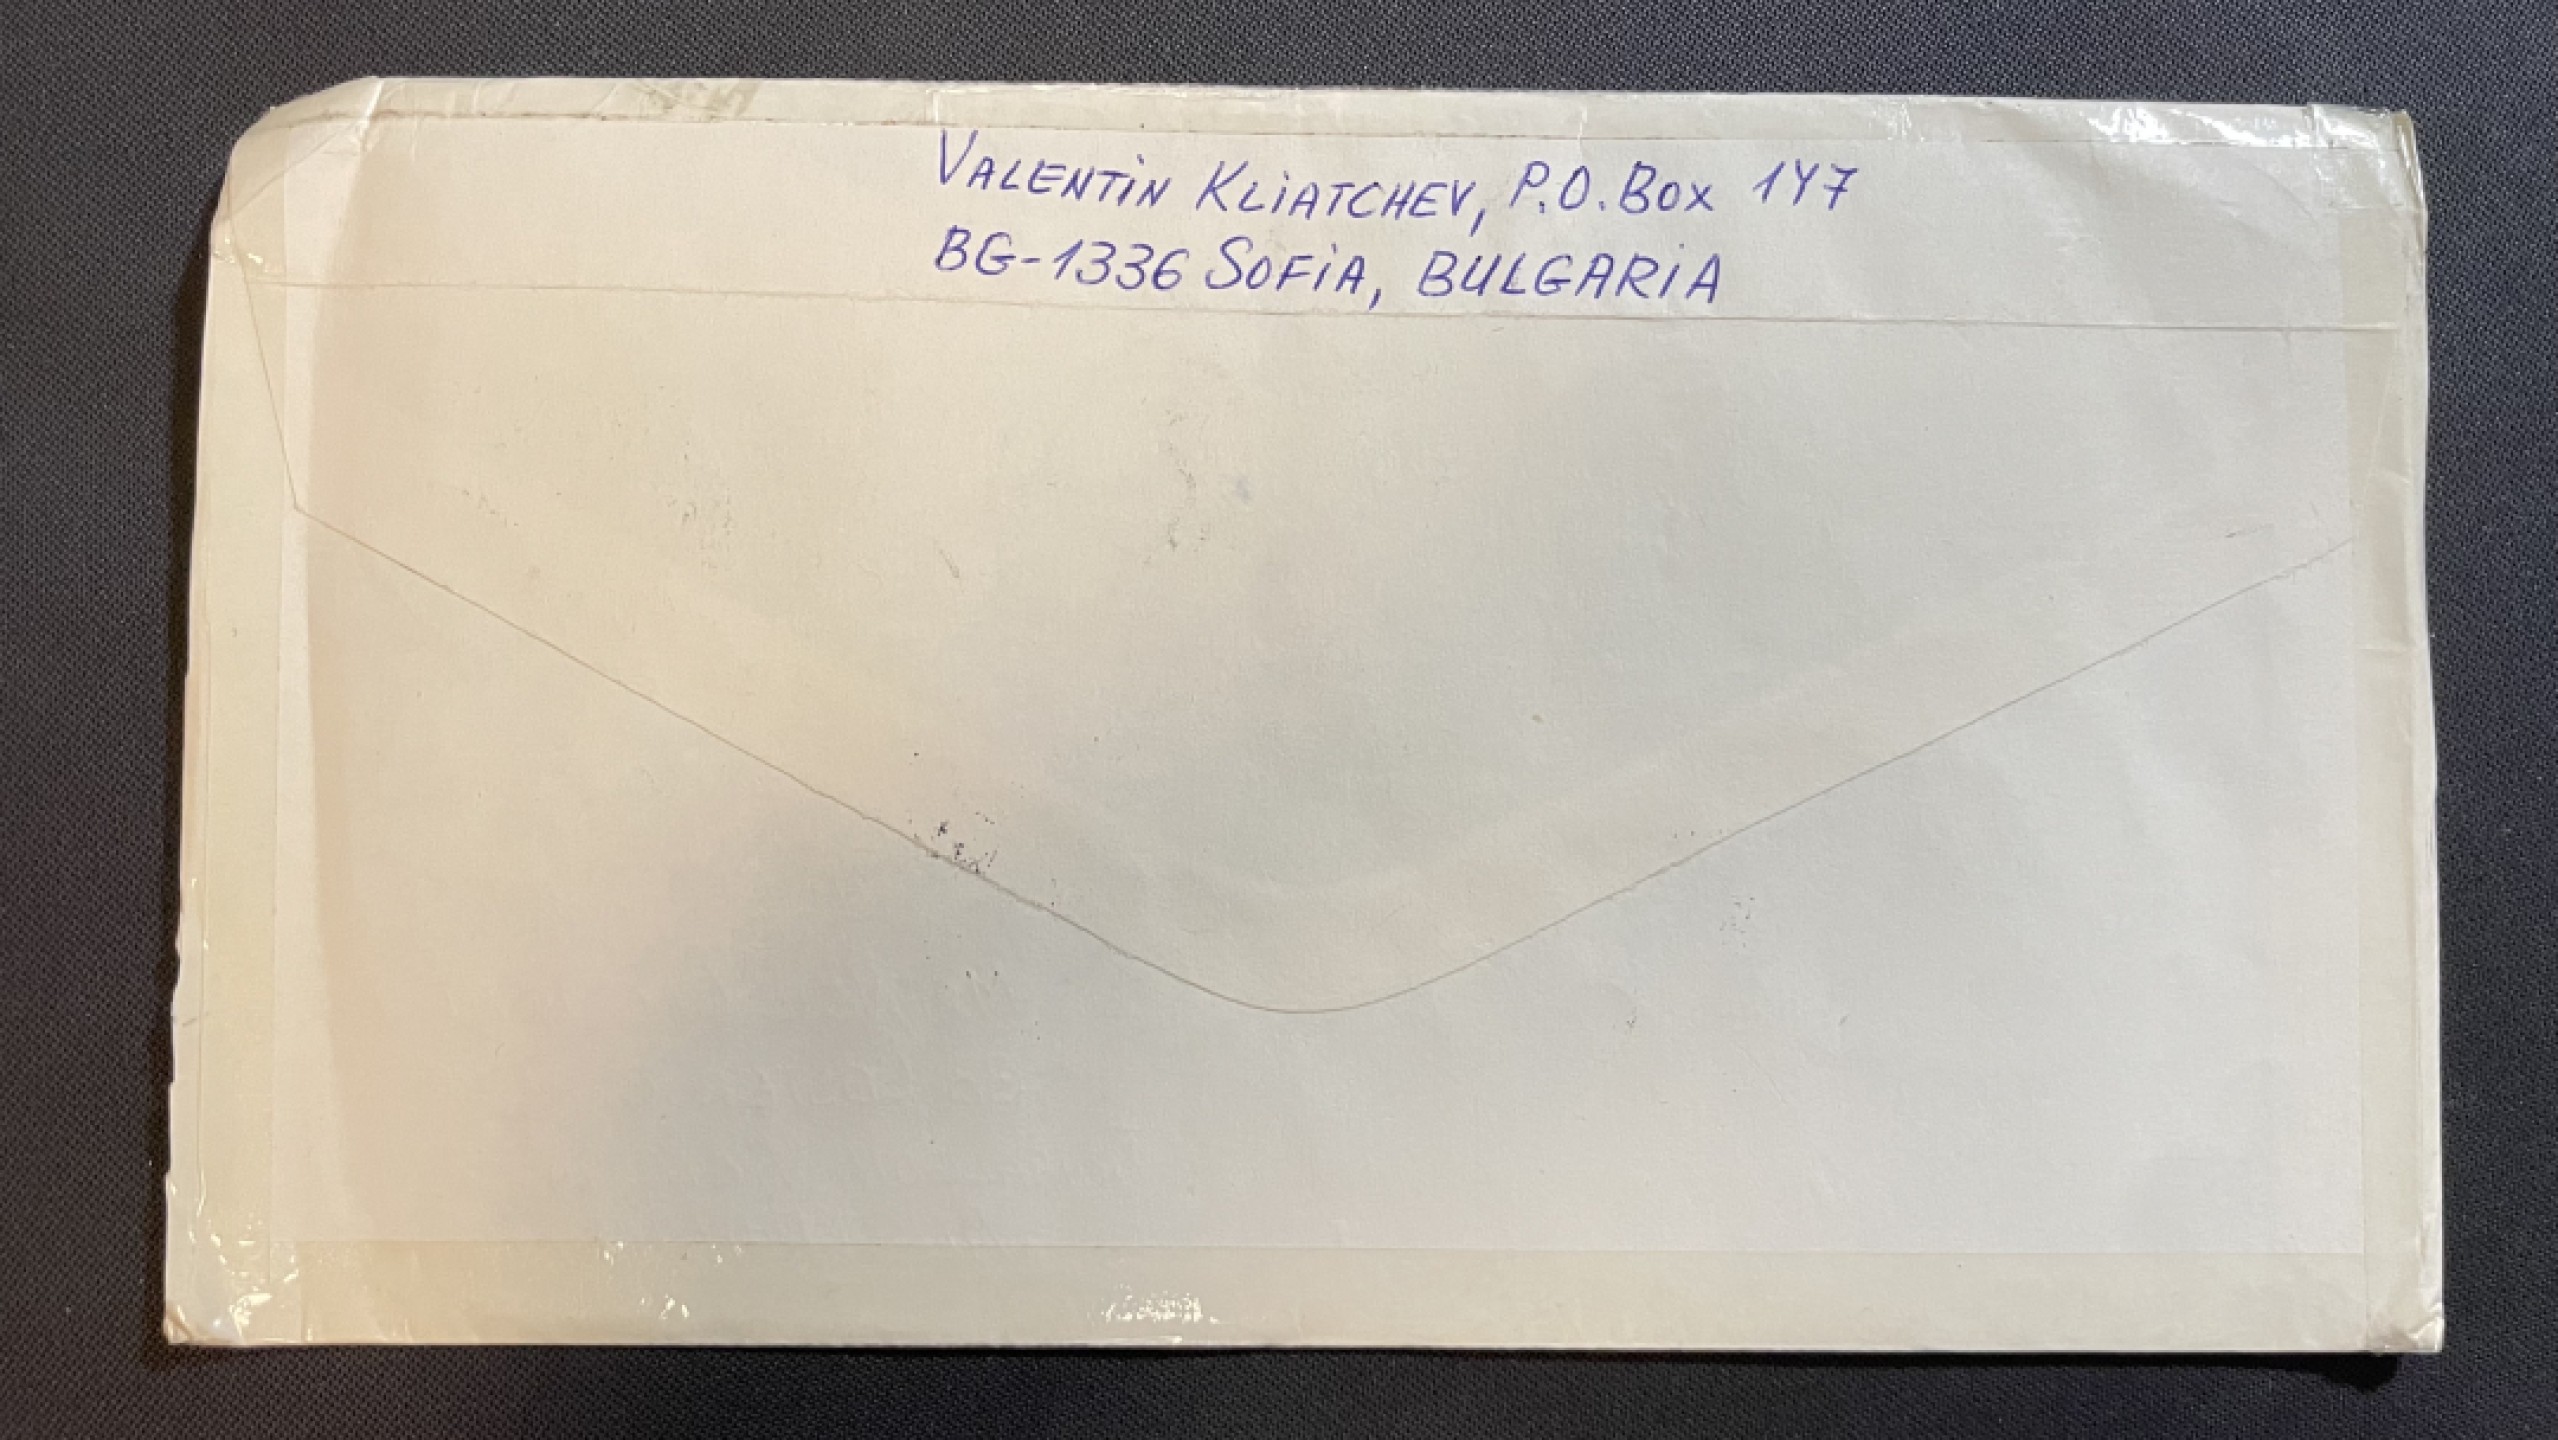 VALENTIN KLIATCHEV, P.O. BOX 147
BG-1336 SOFIA, BULGARIA